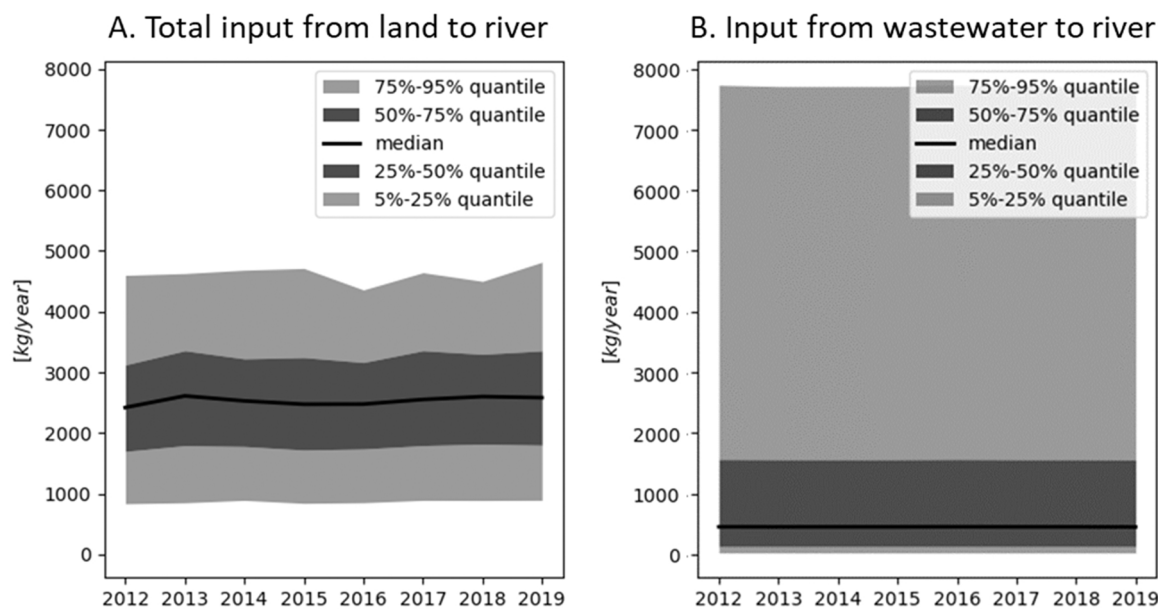 A. Total input from land to river
8000
7000
6000
5000
4000
3000
2000
1000
0
[kg/year]
75%-95% quantile
50%-75% quantile
median
25%-50% quantile
5%-25% quantile
2012 2013 2014 2015 2016 2017 2018 2019
B. Input from wastewater to river
8000
7000
6000
5000
4000
3000
2000
1000
0
[kg/year]
75%-95% quantile
50%-75% quantile
median
25%-50% quantile
5%-25% quantile
2012 2013 2014 2015 2016 2017 2018 2019